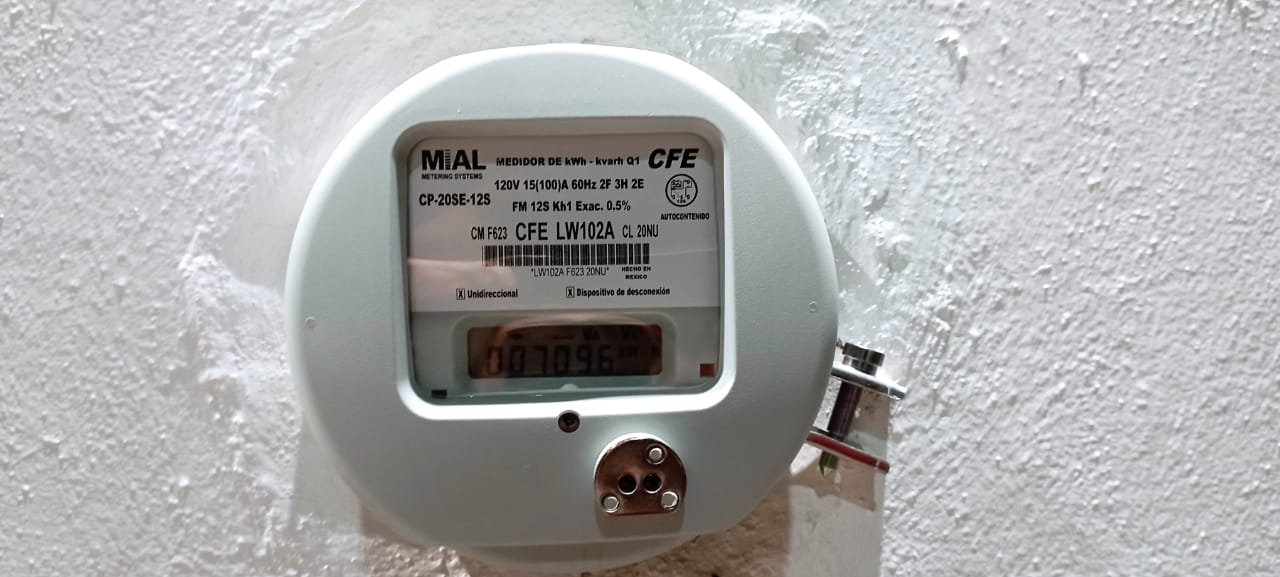 MIAL
METERING SYSTEMS
MEDIDOR DE kWh - kvarh Q1
CFE
120V 15(100)A 60Hz 2F 3H 2E
CP-20SE-12S
FM 12S Kh1 Exac. 0.5%
AUTOCONTENIDO
CM F623 CFE LW102A CL 20NU
*LW102A F623 20NU*
HECHO EN
MEXICO
X Unidireccional
X Dispositivo de desconexión